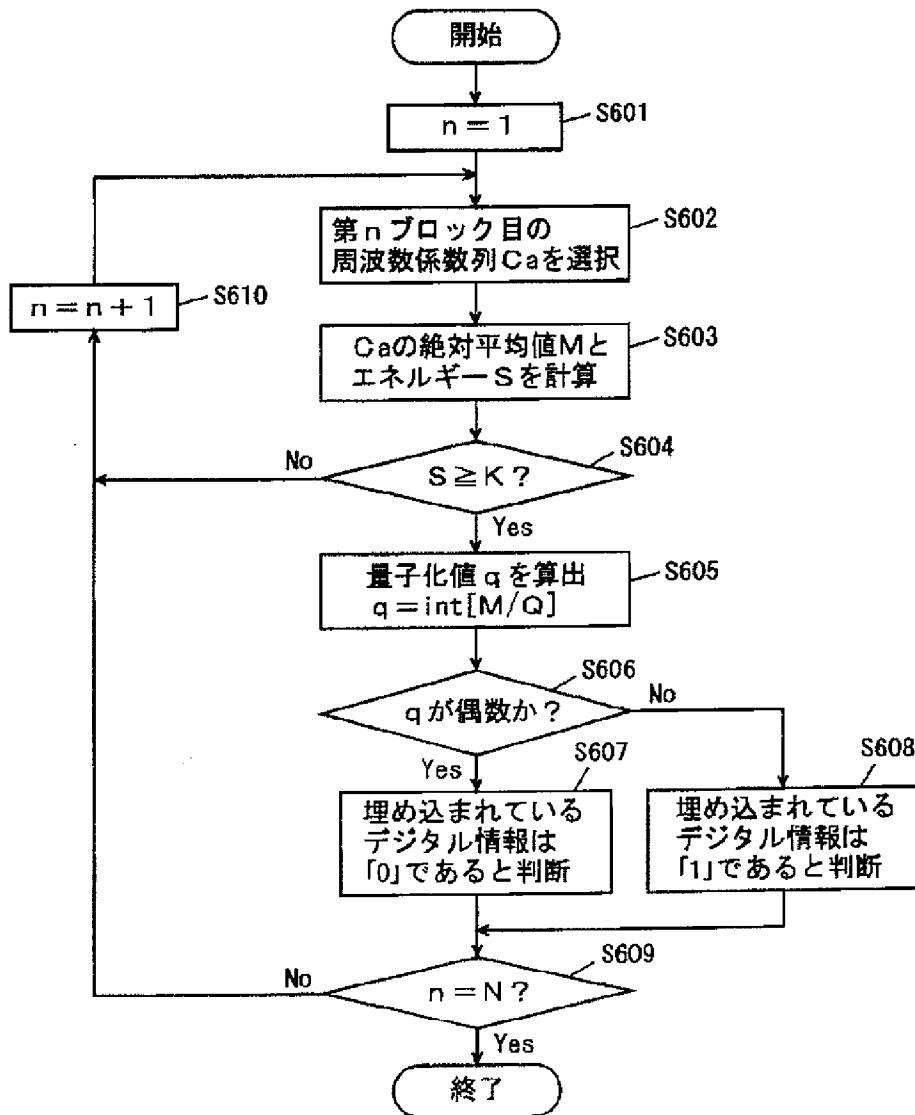 開始
n=1
S601
第nブロック目の
周波数係数列Caを選択
S602
n=n+1
S610
Caの絶対平均値Mと
エネルギーSを計算
S603
S604
No
S≧K?
Yes
量子化値qを算出
q=int[M/Q]
S605
S606
qが偶数か?
No
Yes
S607
埋め込まれている
デジタル情報は
「0」であると判断
S608
埋め込まれている
デジタル情報は
「1」であると判断
S609
No
n=N?
Yes
終了